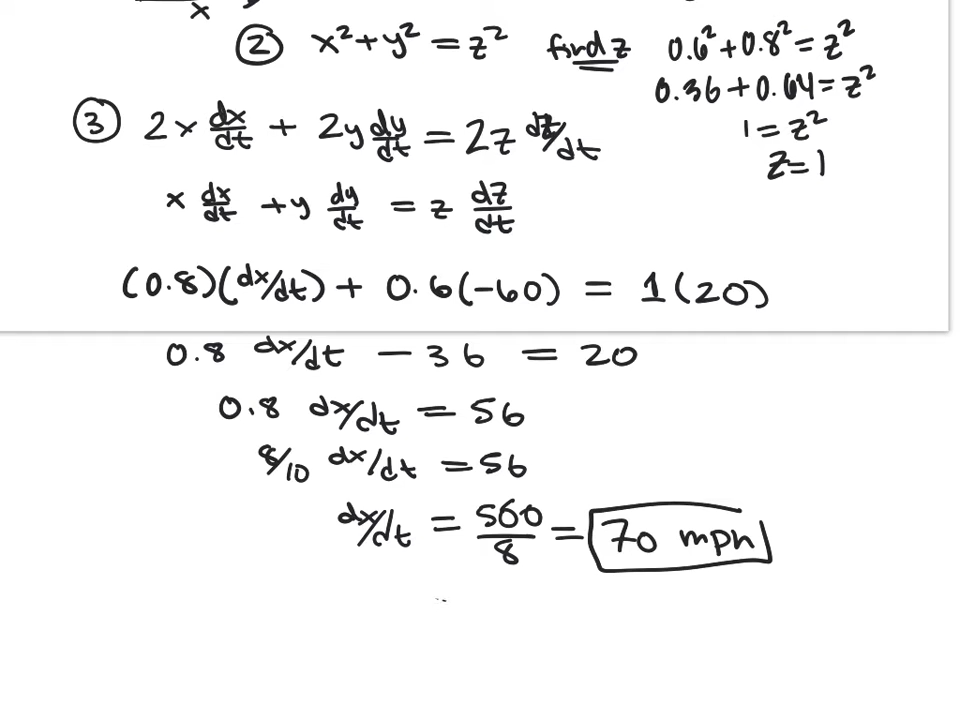 x
② x² + y² = z² find z 0.6² + 0.8² = z²
0.36 + 0.64 = z²
③ 2x dx/dt + 2y dy/dt = 2z dz/dt
1 = z²
z = 1
x dx/dt + y dy/dt = z dz/dt
(0.8)(dx/dt) + 0.6(-60) = 1(20)
0.8 dx/dt - 36 = 20
0.8 dx/dt = 56
8/10 dx/dt = 56
dx/dt = 560/8 = 70 mph